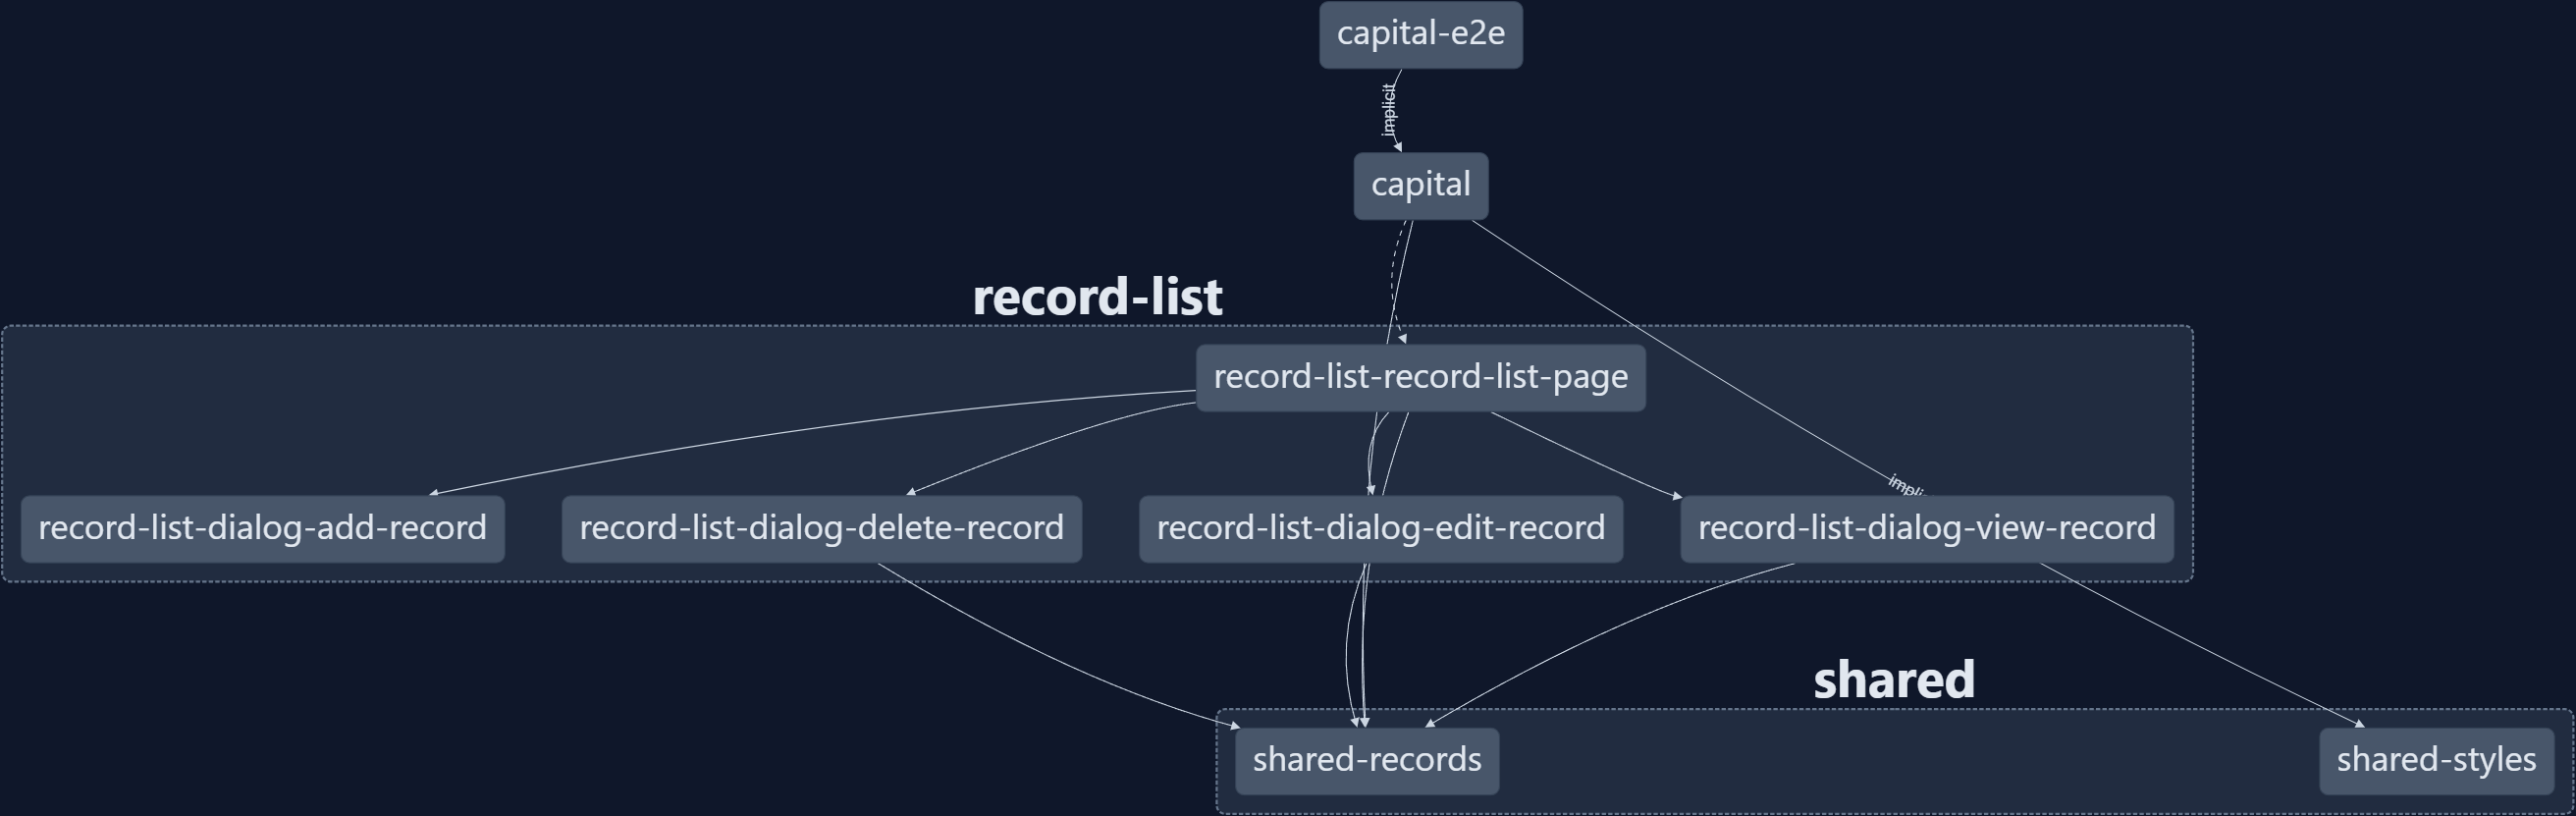 capital-e2e
implicit
capital
record-list
record-list-record-list-page
record-list-dialog-add-record
record-list-dialog-delete-record
record-list-dialog-edit-record
record-list-dialog-view-record
shared
shared-records
shared-styles